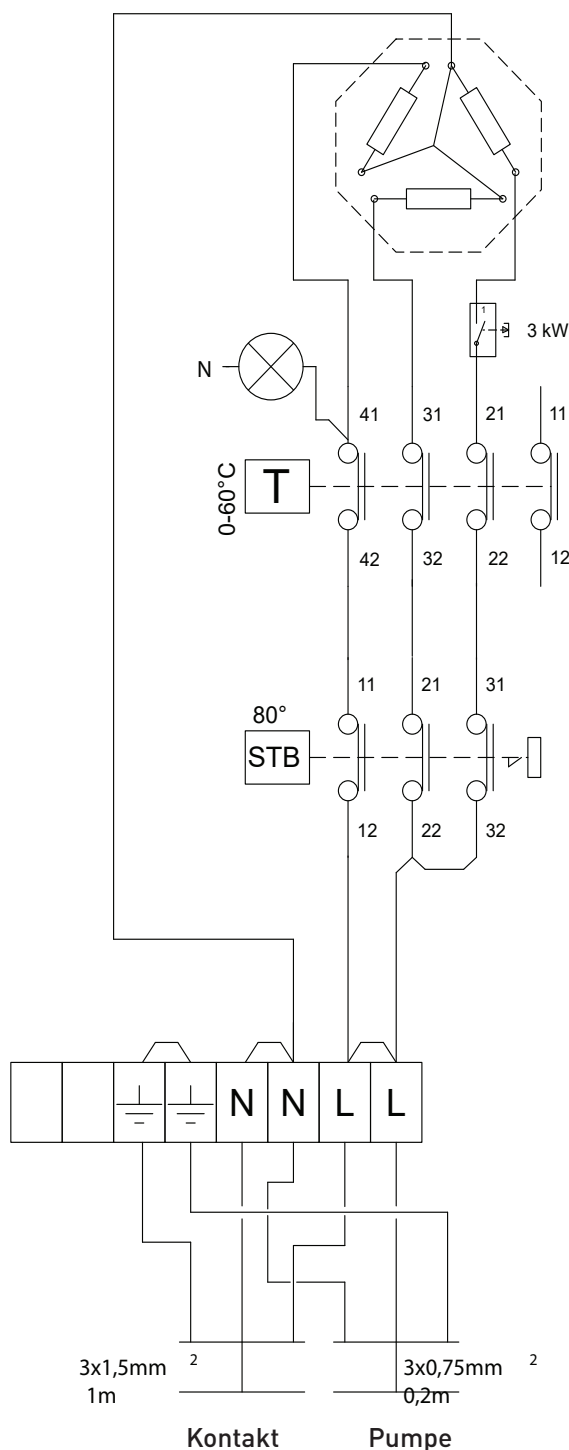 1
3 kW
N
41 31 21 11
0-60°C
T
42 32 22 12
11 21 31
80°
STB
12 22 32
N N L L
3x1,5mm 2 3x0,75mm 2
1m 0,2m
Kontakt Pumpe